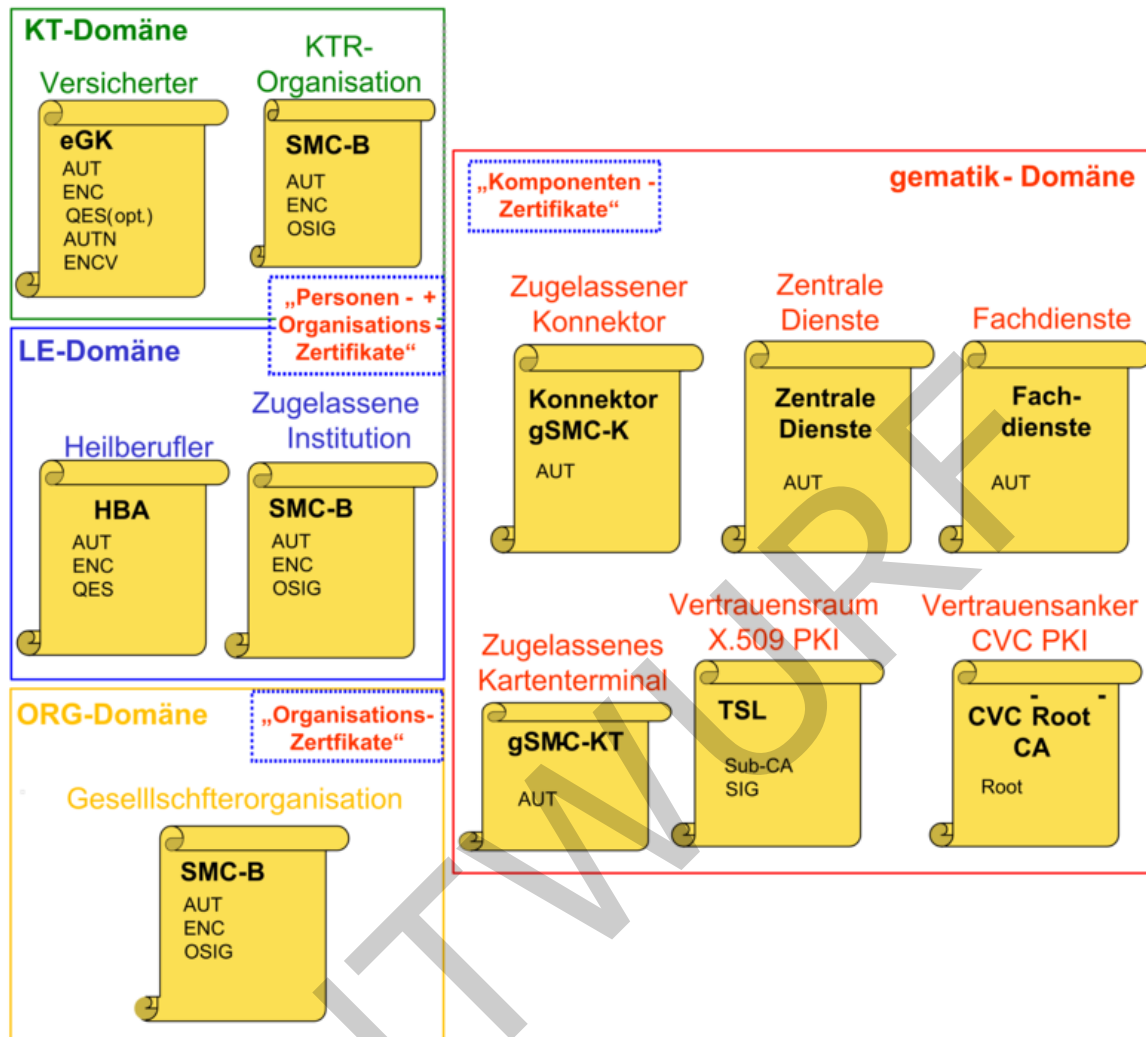 KT-Domäne
Versicherter
eGK
AUT
ENC
QES(opt.)
AUTN
ENCV
KTR-
Organisation
SMC-B
AUT
ENC
OSIG
„Personen - +
Organisations-
Zertifikate“
LE-Domäne
Heilberufler
HBA
AUT
ENC
QES
Zugelassene
Institution
SMC-B
AUT
ENC
OSIG
ORG-Domäne
„Organisations-
Zertfikate“
Geselllschfterorganisation
SMC-B
AUT
ENC
OSIG
„Komponenten -
Zertifikate“
gematik - Domäne
Zugelassener
Konnektor
Konnektor
gSMC-K
AUT
Zentrale
Dienste
Zentrale
Dienste
AUT
Fachdienste
Fach-
dienste
AUT
Zugelassenes
Kartenterminal
gSMC-KT
AUT
Vertrauensraum
X.509 PKI
TSL
Sub-CA
SIG
Vertrauensanker
CVC PKI
CVC - Root -
CA
Root
NTWURF